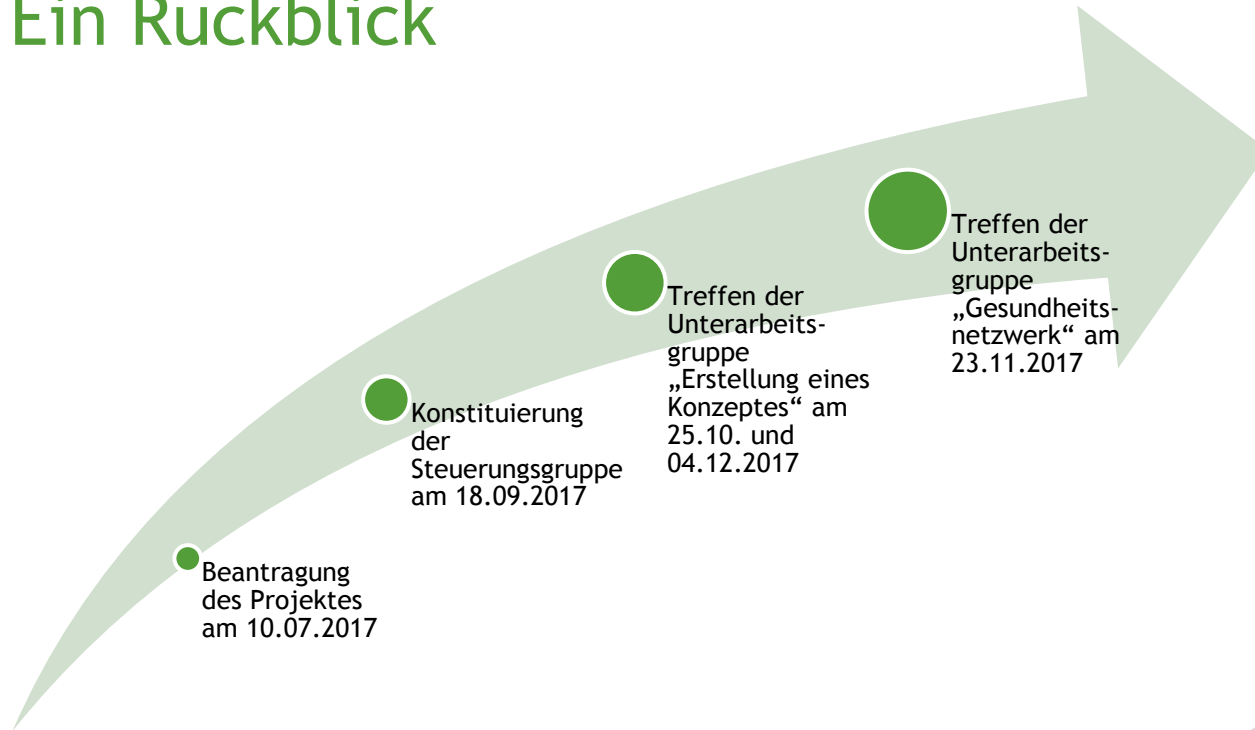 Ein Rückblick
Beantragung
des Projektes
am 10.07.2017
Konstituierung
der
Steuerungsgruppe
am 18.09.2017
Treffen der
Unterarbeits-
gruppe
„Erstellung eines
Konzeptes“ am
25.10. und
04.12.2017
Treffen der
Unterarbeits-
gruppe
„Gesundheits-
netzwerk“ am
23.11.2017